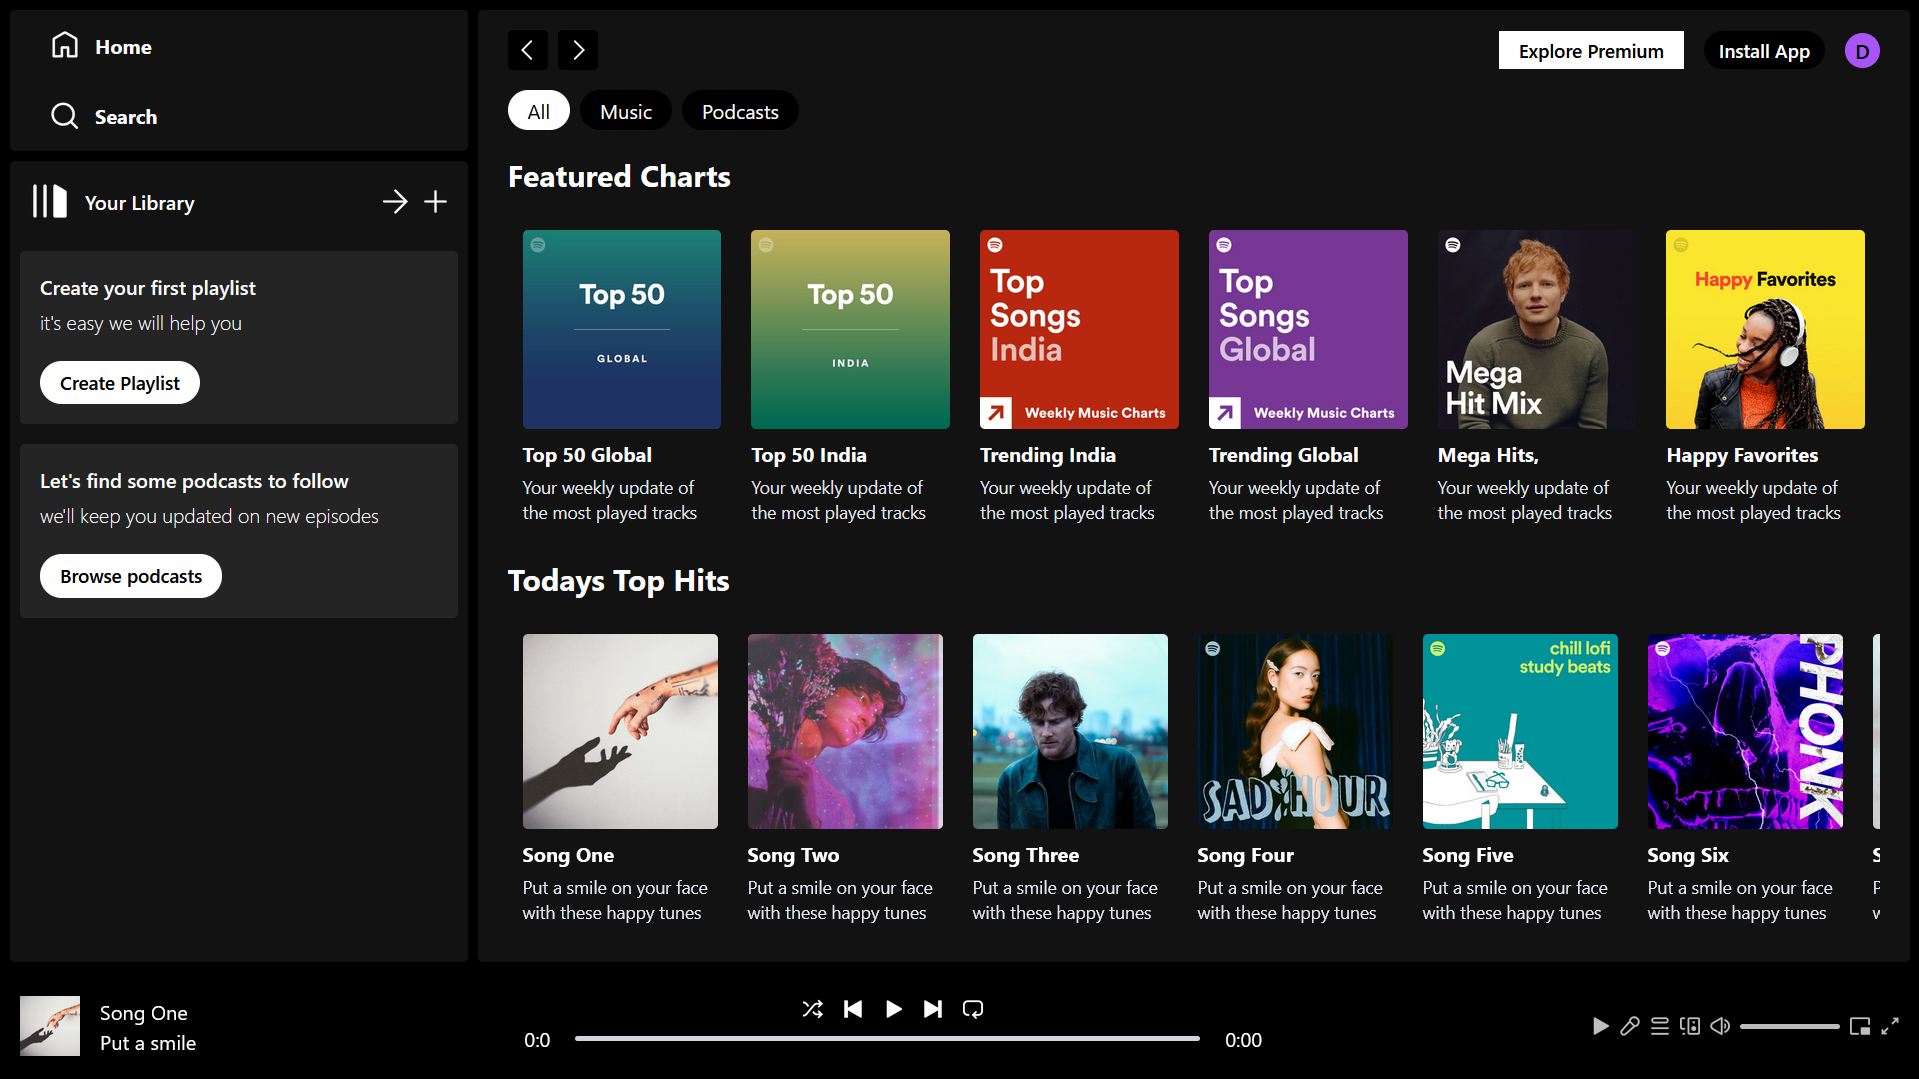 Home
Search
Your Library
Create your first playlist
it's easy we will help you
Create Playlist
Let's find some podcasts to follow
we'll keep you updated on new episodes
Browse podcasts
Explore Premium
Install App
D
All
Music
Podcasts
Featured Charts
Top 50
GLOBAL
Top 50 Global
Your weekly update of
the most played tracks
Top 50
INDIA
Top 50 India
Your weekly update of
the most played tracks
Top
Songs
India
Weekly Music Charts
Trending India
Your weekly update of
the most played tracks
Top
Songs
Global
Weekly Music Charts
Trending Global
Your weekly update of
the most played tracks
Mega
Hit Mix
Mega Hits,
Your weekly update of
the most played tracks
Happy Favorites
Happy Favorites
Your weekly update of
the most played tracks
Todays Top Hits
Song One
Put a smile on your face
with these happy tunes
Song Two
Put a smile on your face
with these happy tunes
Song Three
Put a smile on your face
with these happy tunes
SAD HOUR
Song Four
Put a smile on your face
with these happy tunes
chill lofi
study beats
Song Five
Put a smile on your face
with these happy tunes
PHONK
Song Six
Put a smile on your face
with these happy tunes
Song One
Put a smile
0:0
0:00